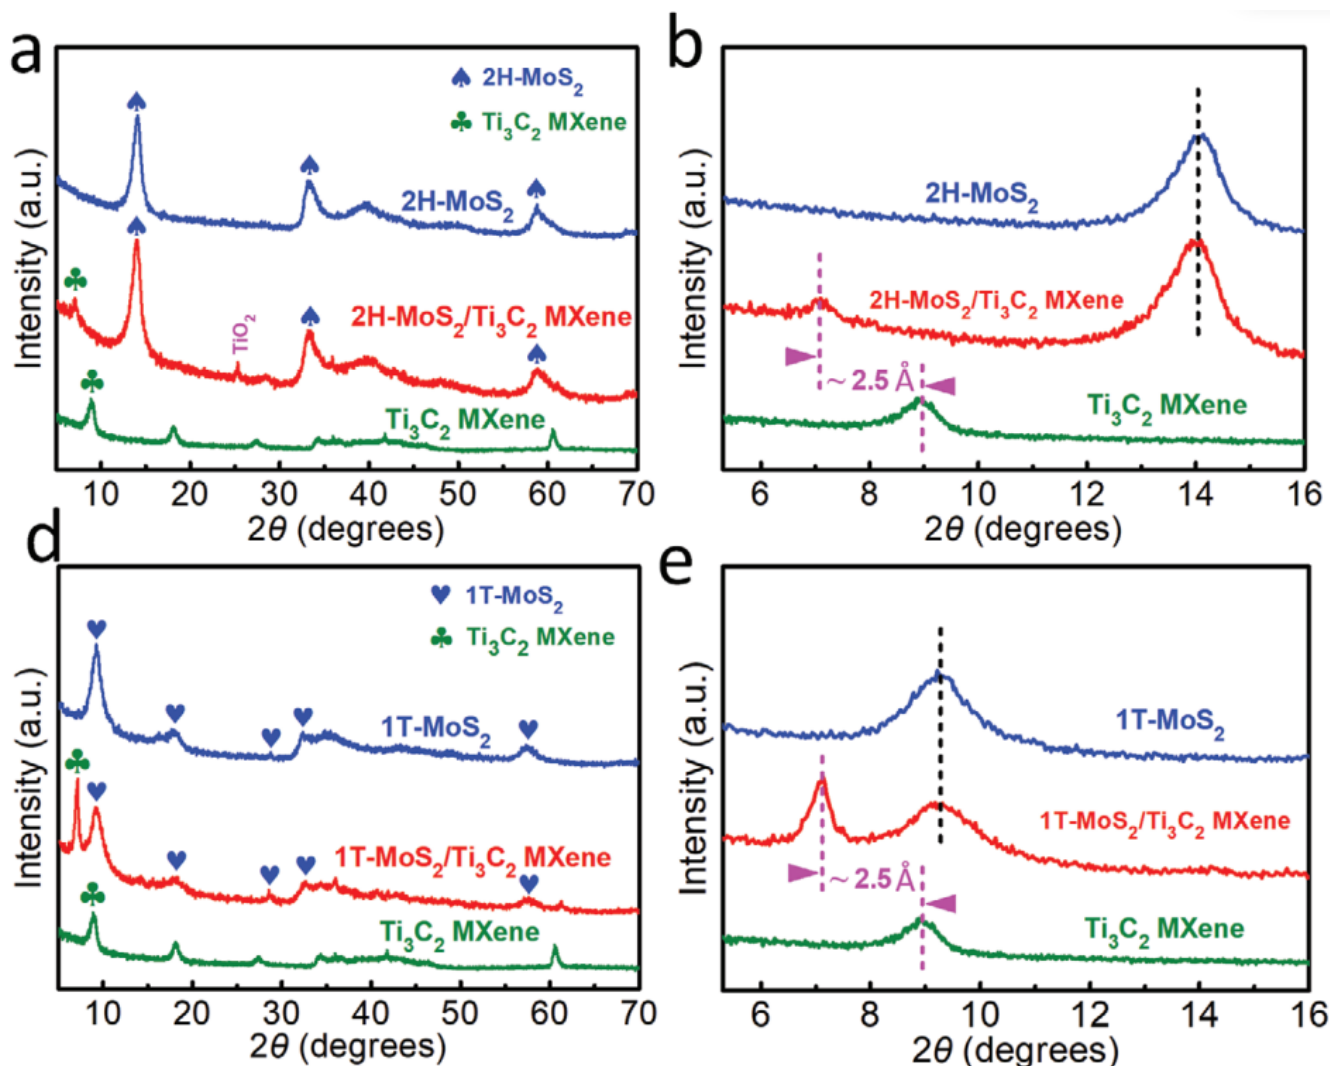 a
♠ 2H-MoS₂
♣ Ti₃C₂ MXene
2H-MoS₂
2H-MoS₂/Ti₃C₂ MXene
TiO₂
Ti₃C₂ MXene
Intensity (a.u.)
10 20 30 40 50 60 70
2θ (degrees)
b
2H-MoS₂
2H-MoS₂/Ti₃C₂ MXene
~ 2.5 Å
Ti₃C₂ MXene
Intensity (a.u.)
6 8 10 12 14 16
2θ (degrees)
d
♥ 1T-MoS₂
♣ Ti₃C₂ MXene
1T-MoS₂
1T-MoS₂/Ti₃C₂ MXene
Ti₃C₂ MXene
Intensity (a.u.)
10 20 30 40 50 60 70
2θ (degrees)
e
1T-MoS₂
1T-MoS₂/Ti₃C₂ MXene
~ 2.5 Å
Ti₃C₂ MXene
Intensity (a.u.)
6 8 10 12 14 16
2θ (degrees)